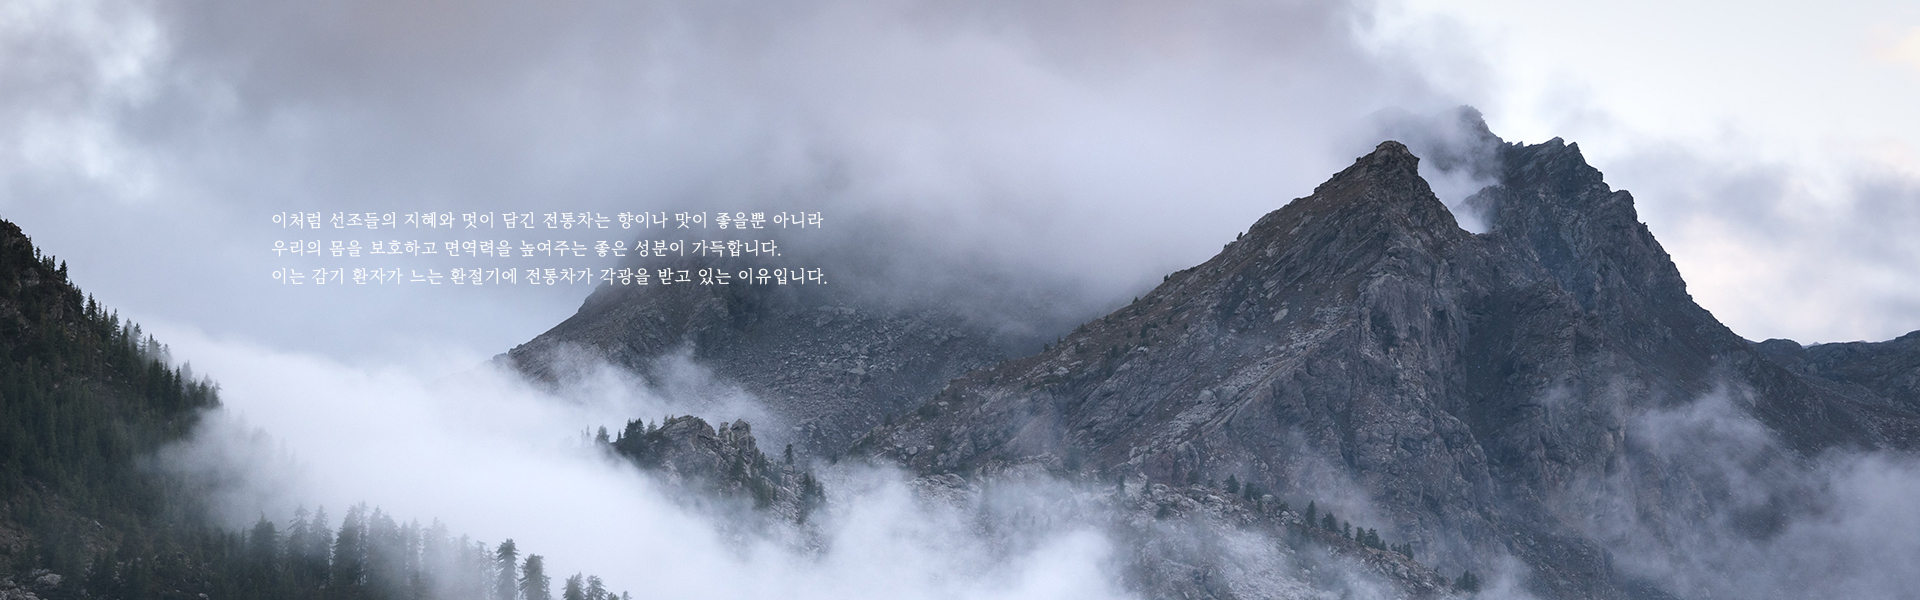 이처럼 선조들의 지혜와 멋이 담긴 전통차는 향이나 맛이 좋을뿐 아니라
우리의 몸을 보호하고 면역력을 높여주는 좋은 성분이 가득합니다.
이는 감기 환자가 느는 환절기에 전통차가 각광을 받고 있는 이유입니다.